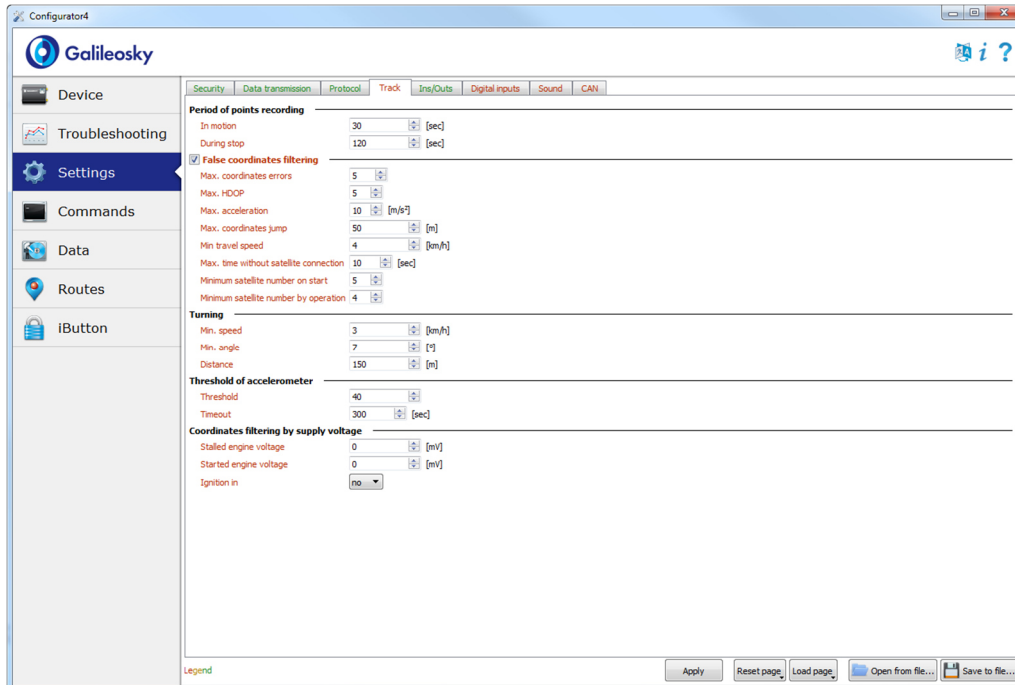 Configurator4
Galileosky
i ?
Device
Troubleshooting
Settings
Commands
Data
Routes
iButton
Security Data transmission Protocol Track Ins/Outs Digital inputs Sound CAN
Period of points recording
In motion 30 [sec]
During stop 120 [sec]
False coordinates filtering
Max. coordinates errors 5
Max. HDOP 5
Max. acceleration 10 [m/s²]
Max. coordinates jump 50 [m]
Min travel speed 4 [km/h]
Max. time without satellite connection 10 [sec]
Minimum satellite number on start 5
Minimum satellite number by operation 4
Turning
Min. speed 3 [km/h]
Min. angle 7 [°]
Distance 150 [m]
Threshold of accelerometer
Threshold 40
Timeout 300 [sec]
Coordinates filtering by supply voltage
Stalled engine voltage 0 [mV]
Started engine voltage 0 [mV]
Ignition in no
Legend Apply Reset page Load page Open from file... Save to file...